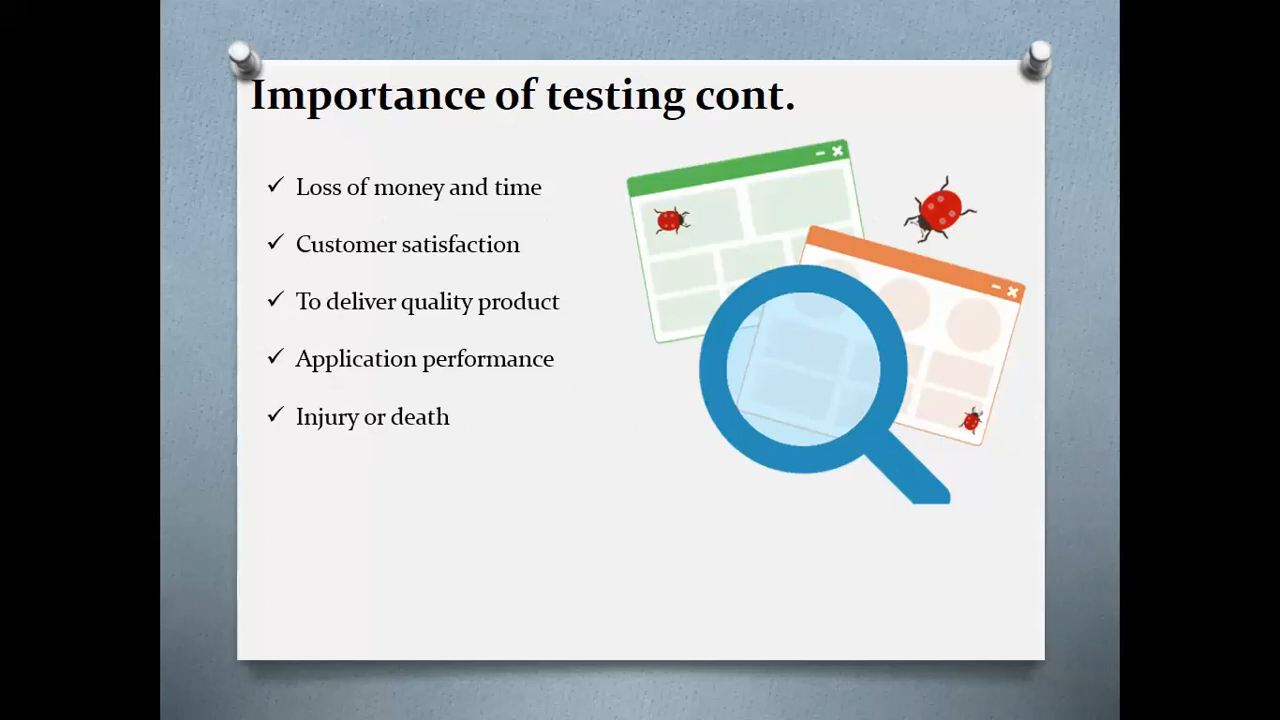 Importance of testing cont.
✓ Loss of money and time
✓ Customer satisfaction
✓ To deliver quality product
✓ Application performance
✓ Injury or death